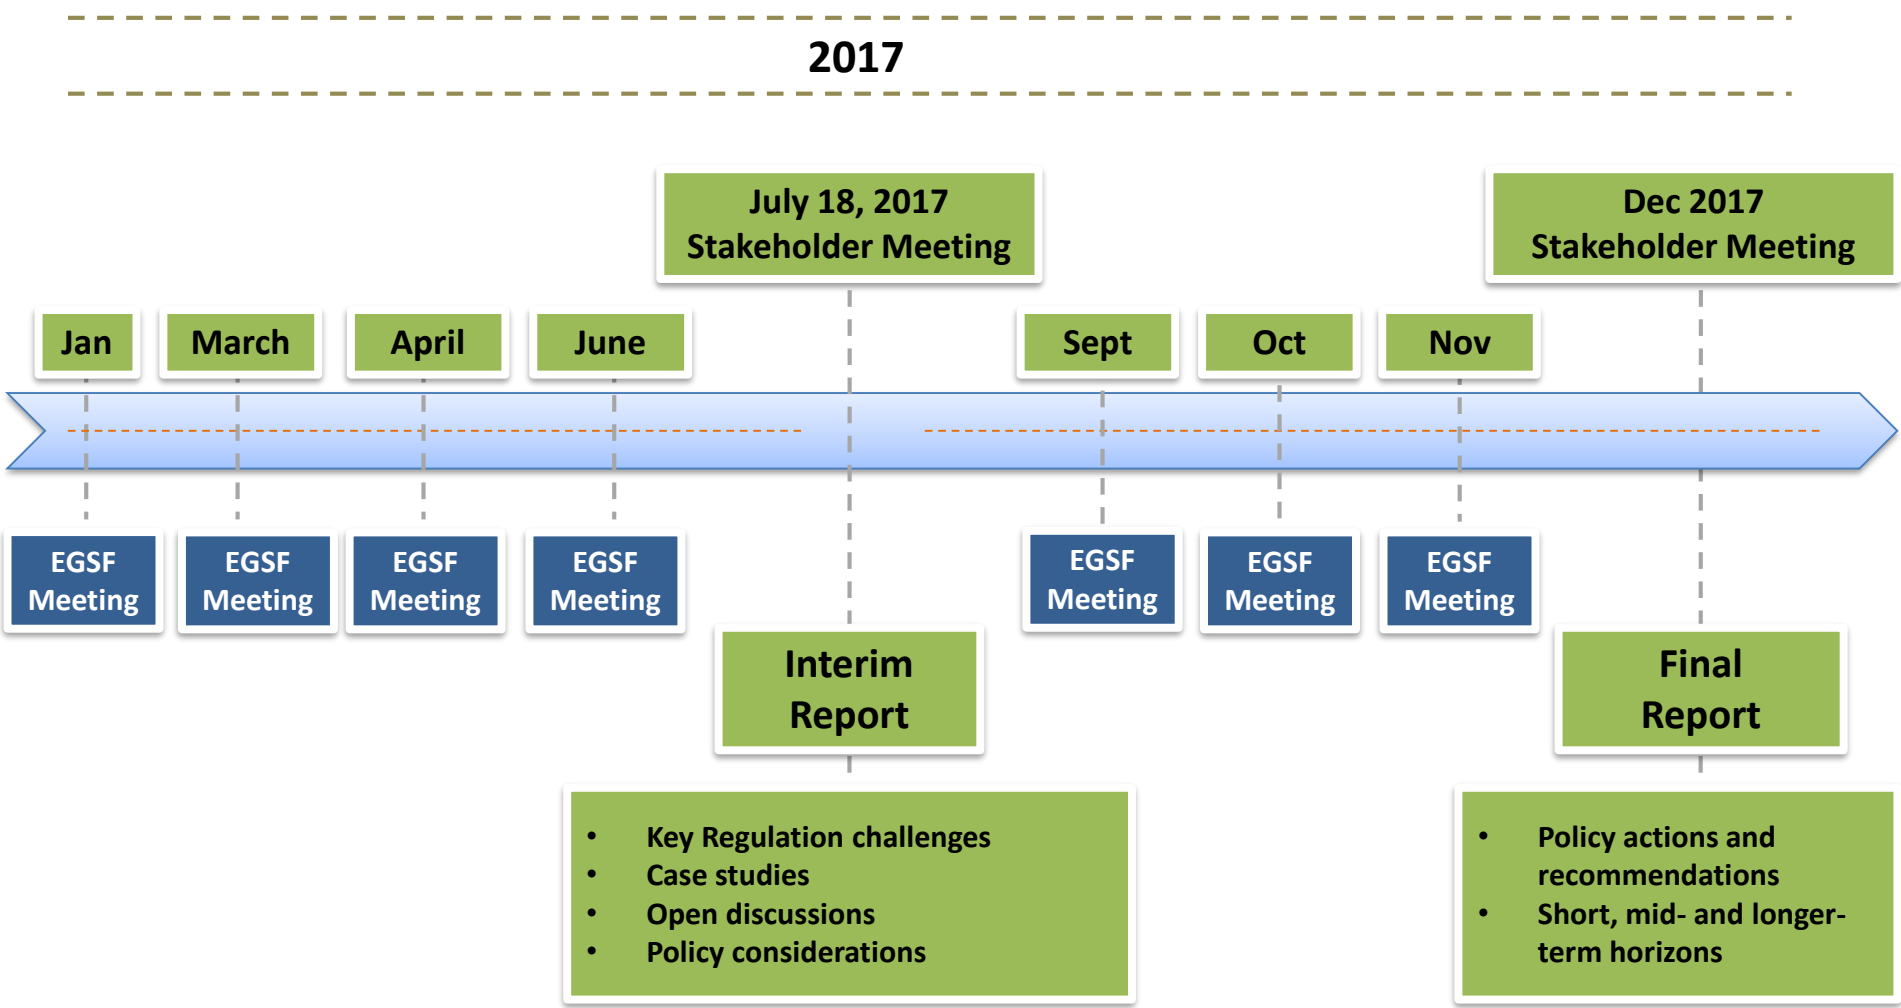 2017
July 18, 2017
Stakeholder Meeting
Dec 2017
Stakeholder Meeting
Jan
March
April
June
Sept
Oct
Nov
EGSF
Meeting
EGSF
Meeting
EGSF
Meeting
EGSF
Meeting
EGSF
Meeting
EGSF
Meeting
EGSF
Meeting
Interim
Report
Final
Report
• Key Regulation challenges
• Case studies
• Open discussions
• Policy considerations
• Policy actions and
recommendations
• Short, mid- and longer-
term horizons